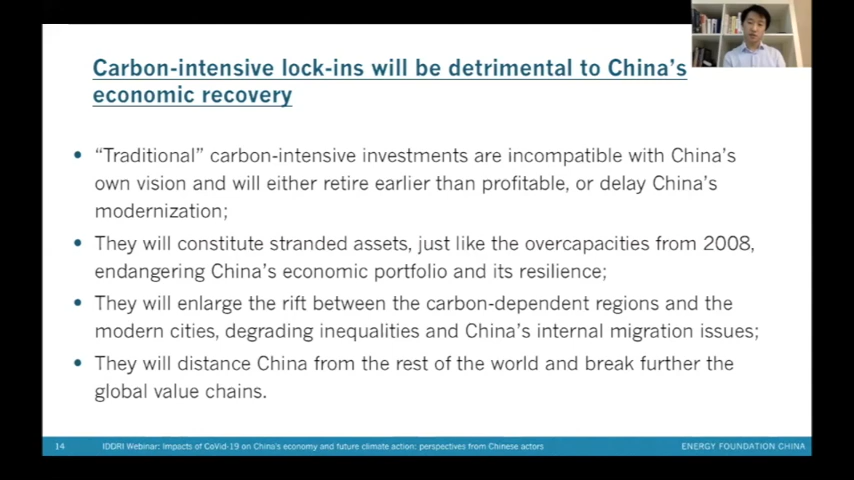 Carbon-intensive lock-ins will be detrimental to China's
economic recovery
• "Traditional" carbon-intensive investments are incompatible with China's
own vision and will either retire earlier than profitable, or delay China's
modernization;
• They will constitute stranded assets, just like the overcapacities from 2008,
endangering China's economic portfolio and its resilience;
• They will enlarge the rift between the carbon-dependent regions and the
modern cities, degrading inequalities and China's internal migration issues;
• They will distance China from the rest of the world and break further the
global value chains.
14 IDDRI Webinar: Impacts of CoVid-19 on China's economy and future climate action: perspectives from Chinese actors ENERGY FOUNDATION CHINA